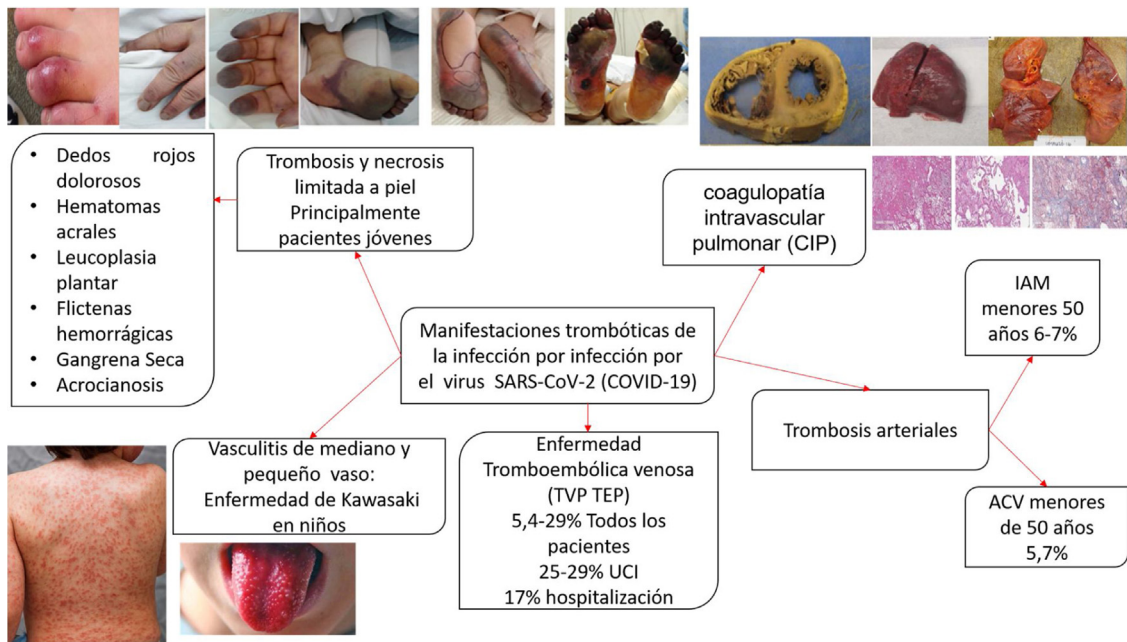 • Dedos rojos
dolorosos
• Hematomas
acrales
• Leucoplasia
plantar
• Flictenas
hemorrágicas
• Gangrena Seca
• Acrocianosis
Trombosis y necrosis
limitada a piel
Principalmente
pacientes jóvenes
coagulopatía
intravascular
pulmonar (CIP)
IAM
menores 50
años 6-7%
Manifestaciones trombóticas de
la infección por infección por
el virus SARS-CoV-2 (COVID-19)
Trombosis arteriales
Vasculitis de mediano y
pequeño vaso:
Enfermedad de Kawasaki
en niños
Enfermedad
Tromboembólica venosa
(TVP TEP)
5,4-29% Todos los
pacientes
25-29% UCI
17% hospitalización
ACV menores
de 50 años
5,7%